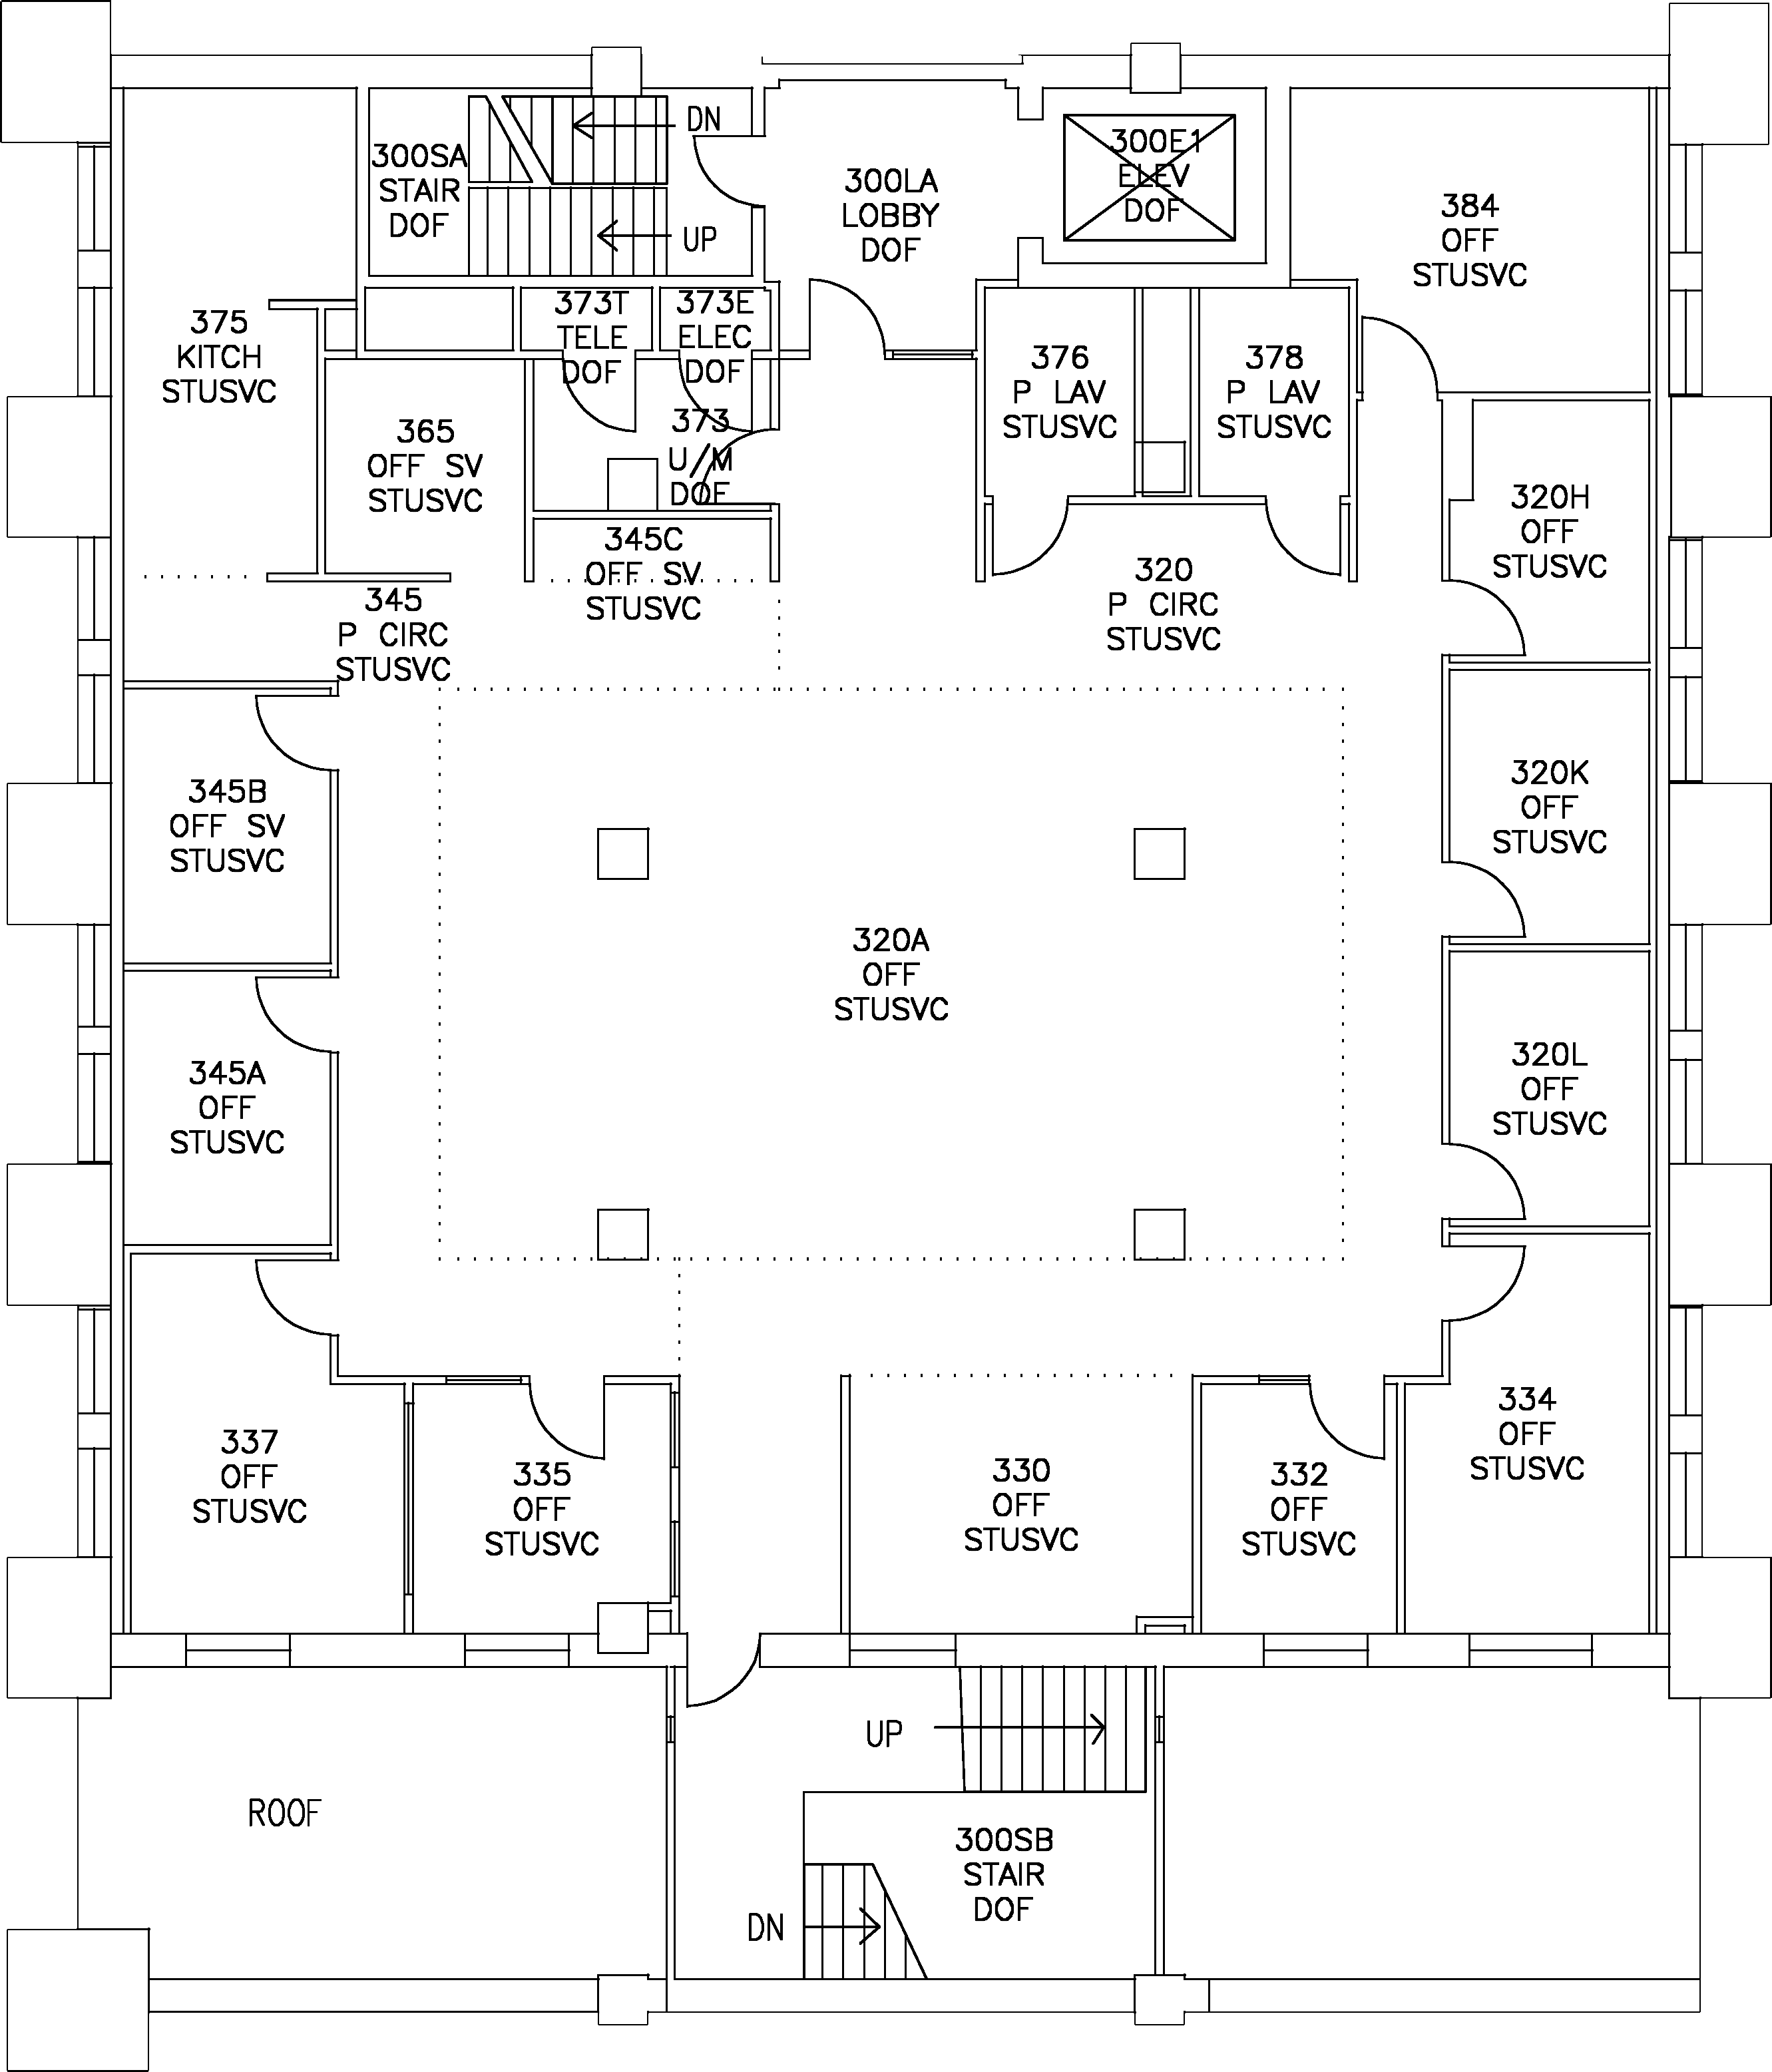 DN
300SA
STAIR
DOF
UP
300LA
LOBBY
DOF
300E1
ELEV
DOF
384
OFF
STUSVC
375
KITCH
STUSVC
373T
TELE
DOF
373E
ELEC
DOF
376
P LAV
STUSVC
378
P LAV
STUSVC
365
OFF SV
STUSVC
373
U/M
DOF
320H
OFF
STUSVC
345C
OFF SV
STUSVC
320
P CIRC
STUSVC
345
P CIRC
STUSVC
345B
OFF SV
STUSVC
320K
OFF
STUSVC
320A
OFF
STUSVC
345A
OFF
STUSVC
320L
OFF
STUSVC
337
OFF
STUSVC
335
OFF
STUSVC
330
OFF
STUSVC
332
OFF
STUSVC
334
OFF
STUSVC
UP
ROOF
300SB
STAIR
DOF
DN